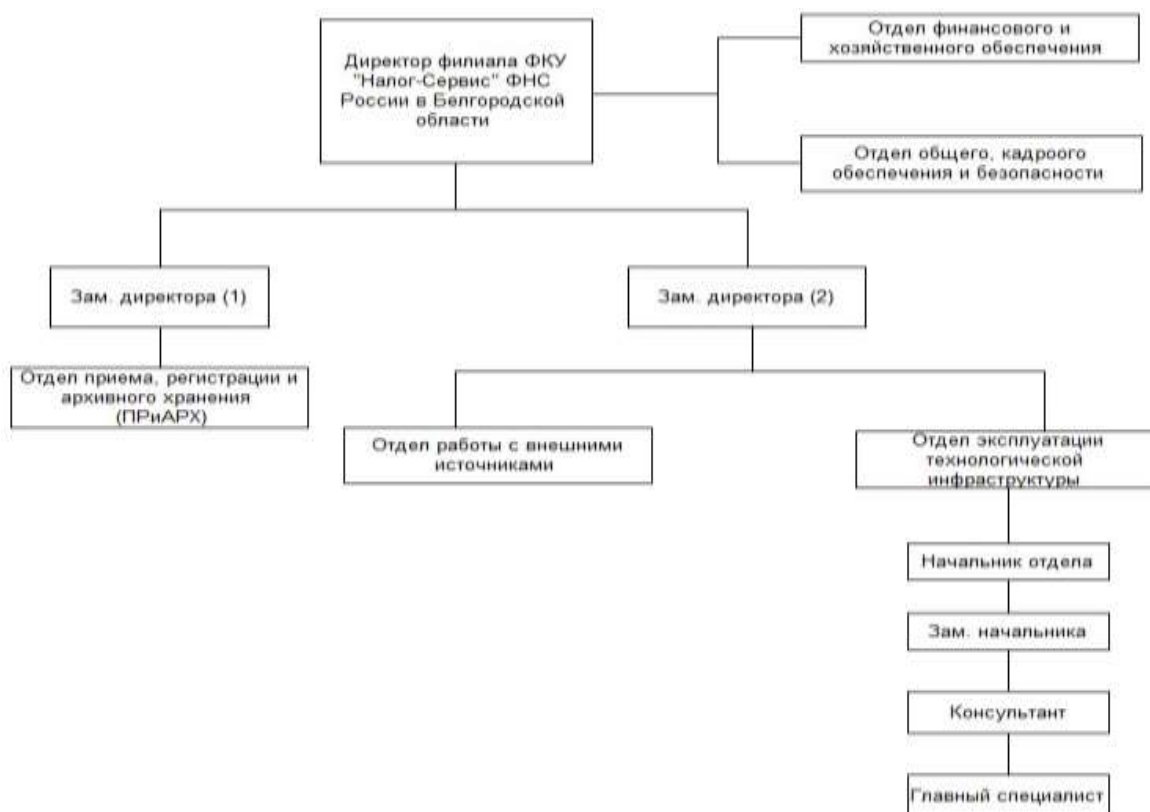 Директор филиала ФКУ
"Налог-Сервис" ФНС
России в Белгородской
области
Отдел финансового и
хозяйственного обеспечения
Отдел общего, кадроого
обеспечения и безопасности
Зам. директора (1)
Зам. директора (2)
Отдел приема, регистрации и
архивного хранения
(ПРиАРХ)
Отдел работы с внешними
источниками
Отдел эксплуатации
технологической
инфраструктуры
Начальник отдела
Зам. начальника
Консультант
Главный специалист